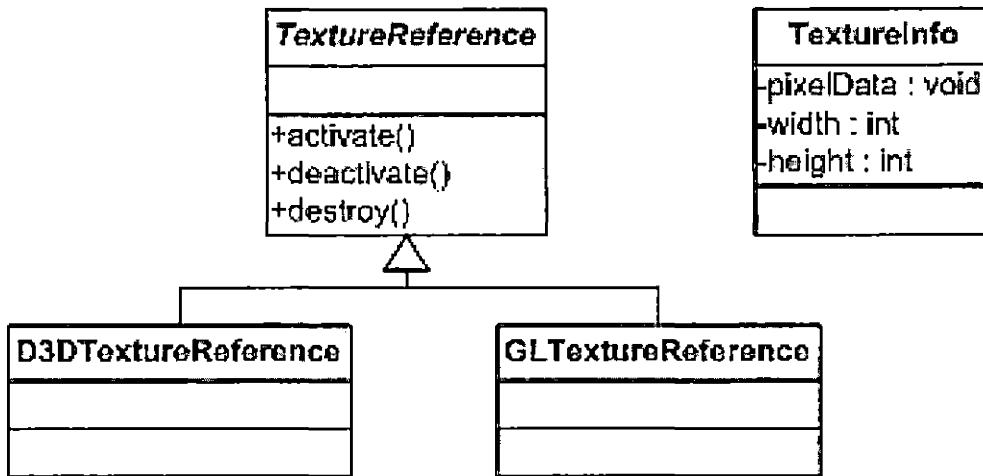 TextureReference
+activate()
+deactivate()
+destroy()
TextureInfo
-pixelData : void
-width : int
-height : int
D3DTextureReference
GLTextureReference